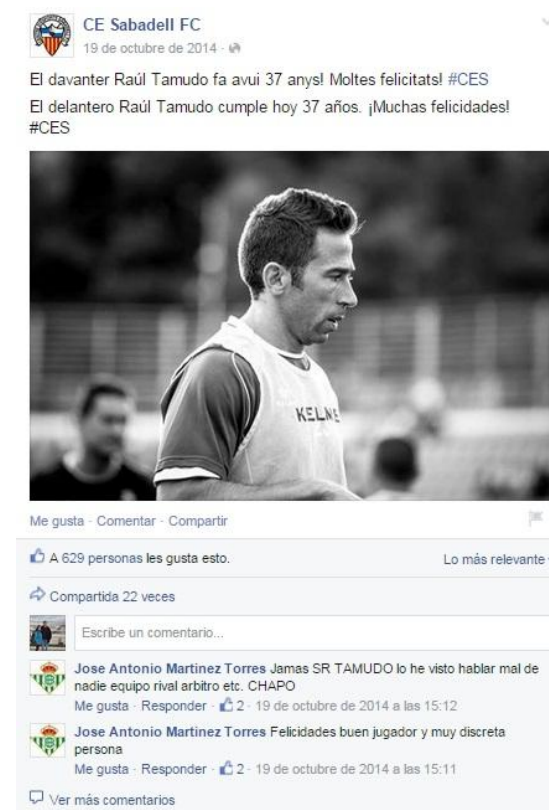 CE Sabadell FC
19 de octubre de 2014 ·
El davanter Raúl Tamudo fa avui 37 anys! Moltes felicitats! #CES
El delantero Raúl Tamudo cumple hoy 37 años. ¡Muchas felicidades!
#CES
KELME
Me gusta · Comentar · Compartir
A 629 personas les gusta esto.
Lo más relevante
Compartida 22 veces
Escribe un comentario...
Jose Antonio Martinez Torres Jamas SR TAMUDO lo he visto hablar mal de
nadie equipo rival arbitro etc. CHAPO
Me gusta · Responder · 2 · 19 de octubre de 2014 a las 15:12
Jose Antonio Martinez Torres Felicidades buen jugador y muy discreta
persona
Me gusta · Responder · 2 · 19 de octubre de 2014 a las 15:11
Ver más comentarios